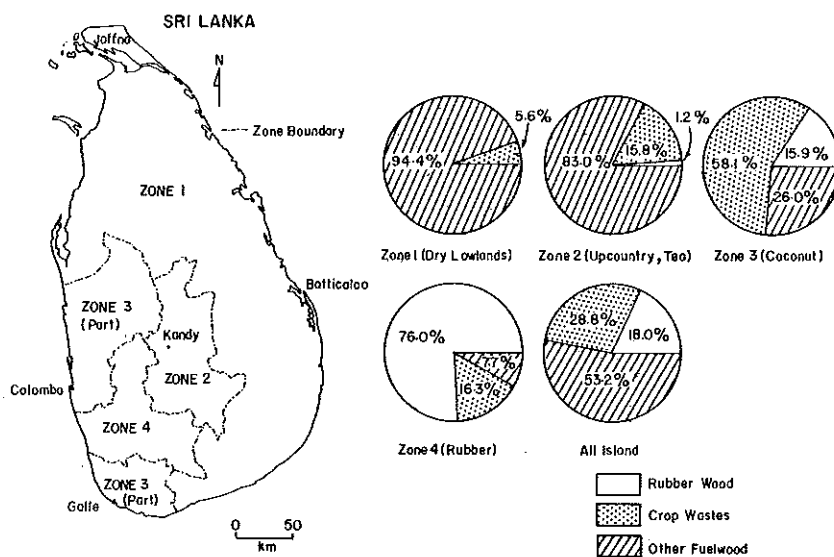 SRI LANKA
Jaffna
N
Zone Boundary
ZONE 1
ZONE 3
(Part)
Kandy
ZONE 2
Batticaloa
Colombo
ZONE 4
ZONE 3
(Part)
Galle
0 50
km
94.4%
5.6%
Zone 1 (Dry Lowlands)
83.0%
15.8%
1.2%
Zone 2 (Upcountry, Tea)
58.1%
15.9%
26.0%
Zone 3 (Coconut)
76.0%
7.7%
16.3%
Zone 4 (Rubber)
28.8%
18.0%
53.2%
All Island
Rubber Wood
Crop Wastes
Other Fuelwood